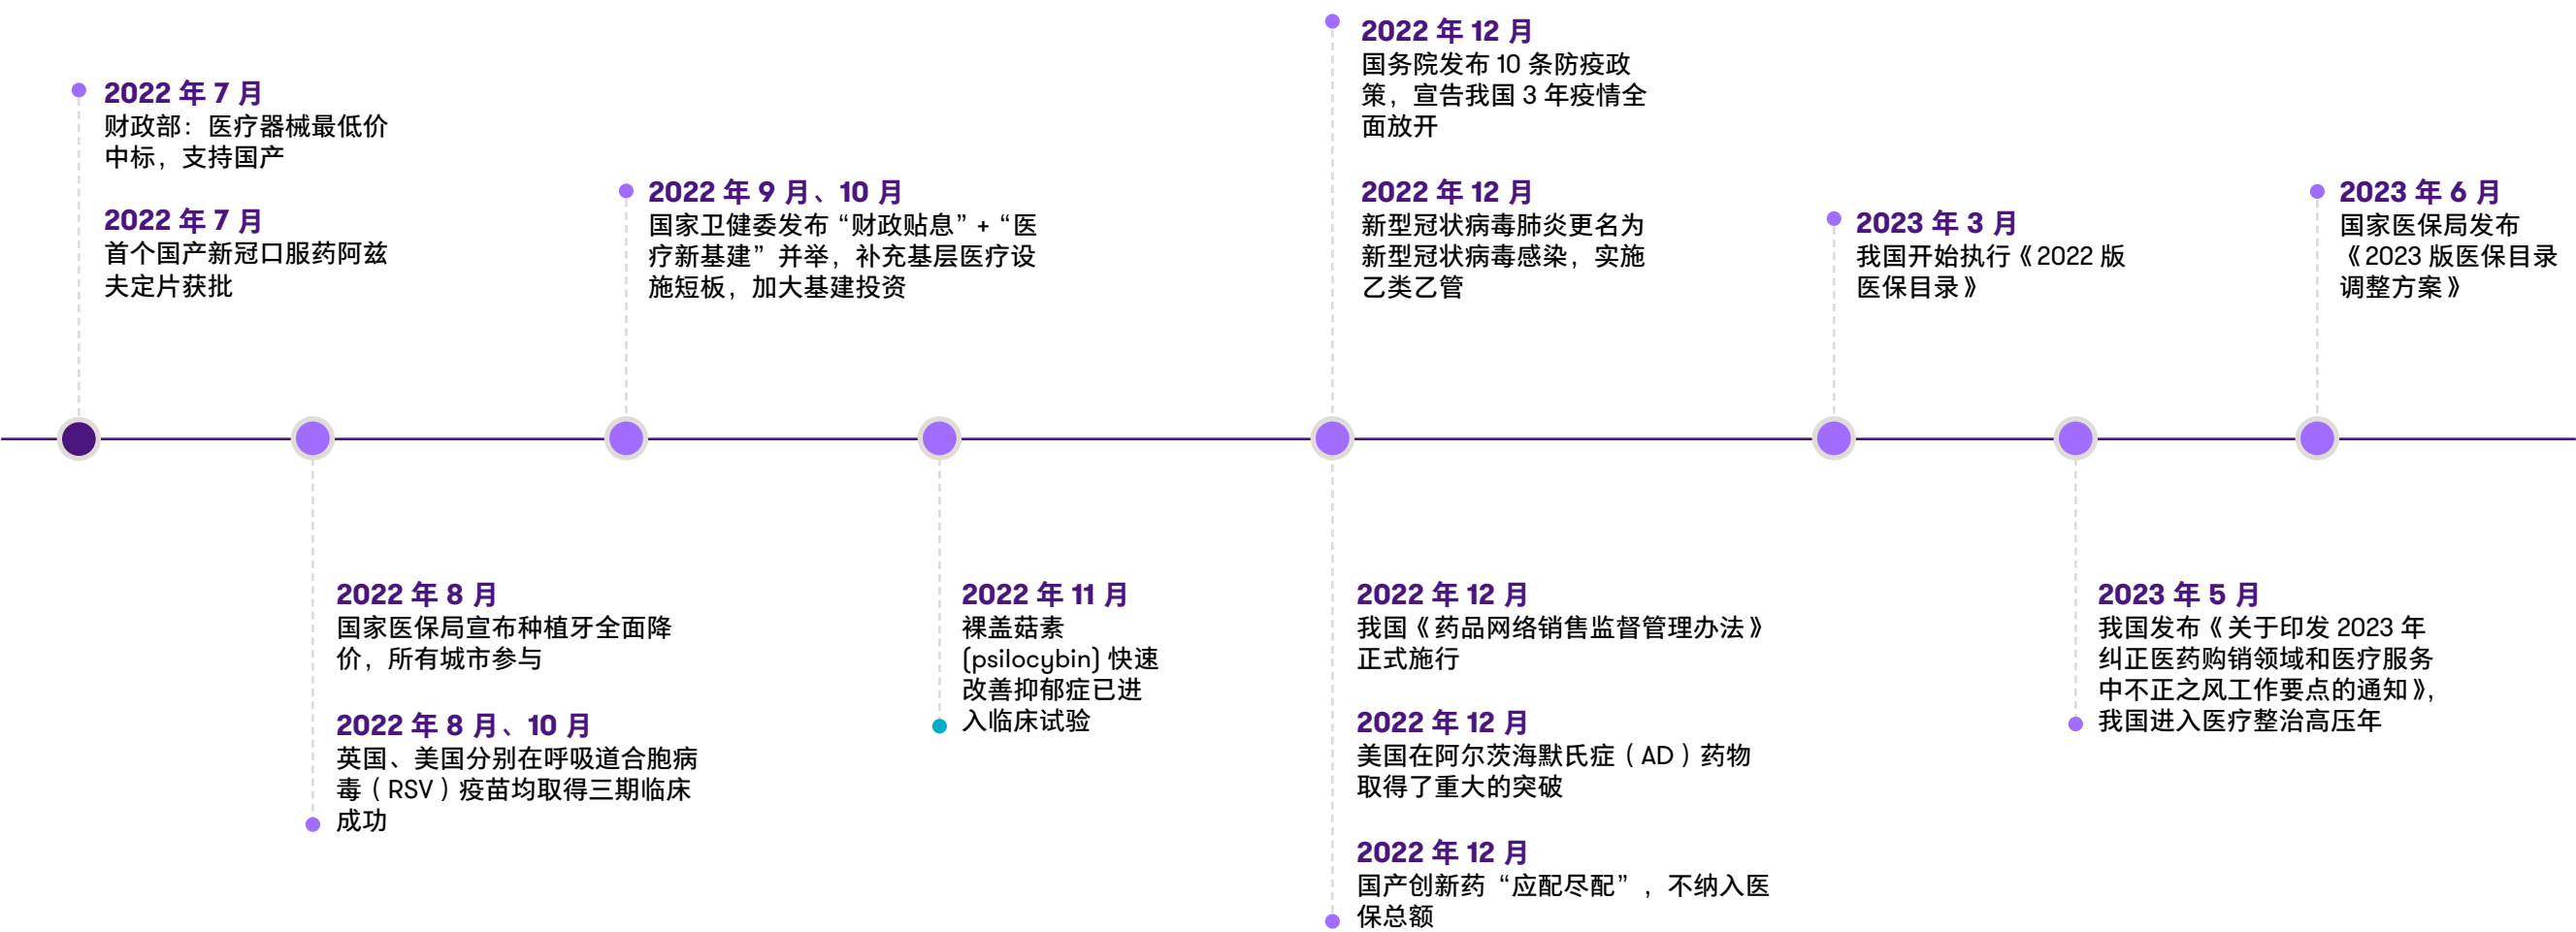 2022 年 7 月
财政部：医疗器械最低价
中标，支持国产
2022 年 7 月
首个国产新冠口服药阿兹
夫定片获批
2022 年 8 月
国家医保局宣布种植牙全面降
价，所有城市参与
2022 年 8 月、10 月
英国、美国分别在呼吸道合胞病
毒（RSV）疫苗均取得三期临床
成功
2022 年 9 月、10 月
国家卫健委发布“财政贴息”+“医
疗新基建”并举，补充基层医疗设
施短板，加大基建投资
2022 年 11 月
裸盖菇素
(psilocybin) 快速
改善抑郁症已进
入临床试验
2022 年 12 月
国务院发布 10 条防疫政
策，宣告我国 3 年疫情全
面放开
2022 年 12 月
新型冠状病毒肺炎更名为
新型冠状病毒感染，实施
乙类乙管
2022 年 12 月
我国《药品网络销售监督管理办法》
正式施行
2022 年 12 月
美国在阿尔茨海默氏症（AD）药物
取得了重大的突破
2022 年 12 月
国产创新药“应配尽配”，不纳入医
保总额
2023 年 3 月
我国开始执行《2022 版
医保目录》
2023 年 5 月
我国发布《关于印发 2023 年
纠正医药购销领域和医疗服务
中不正之风工作要点的通知》，
我国进入医疗整治高压年
2023 年 6 月
国家医保局发布
《2023 版医保目录
调整方案》